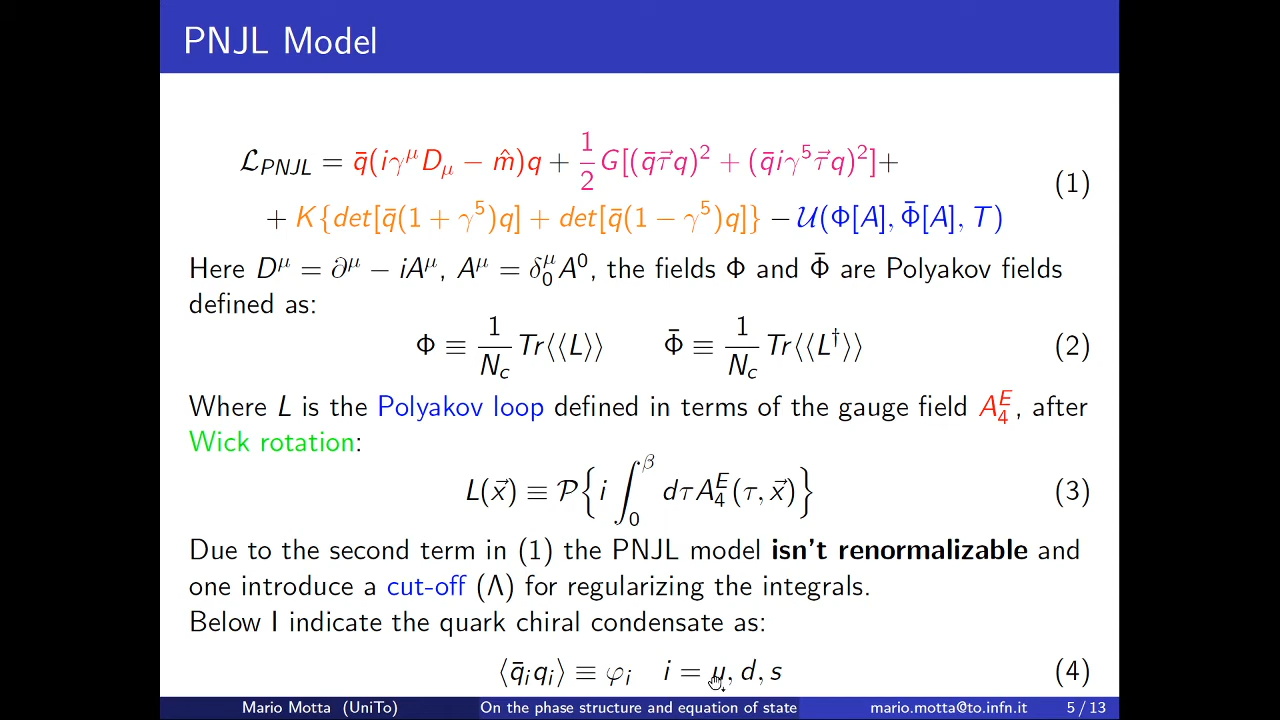 PNJL Model
ℒ_PNJL = q̄(iγ^μ D_μ − m̂)q + 1/2 G[(q̄τ⃗q)² + (q̄iγ⁵τ⃗q)²]+
+ K{det[q̄(1 + γ⁵)q] + det[q̄(1 − γ⁵)q]} − 𝒰(Φ[A], Φ̄[A], T)
(1)
Here D^μ = ∂^μ − iA^μ, A^μ = δ^μ_0 A⁰, the fields Φ and Φ̄ are Polyakov fields
defined as:
Φ ≡ 1/N_c Tr⟨⟨L⟩⟩ Φ̄ ≡ 1/N_c Tr⟨⟨L^†⟩⟩ (2)
Where L is the Polyakov loop defined in terms of the gauge field A^E_4, after
Wick rotation:
L(x⃗) ≡ 𝒫{i ∫_0^β dτA^E_4(τ, x⃗)} (3)
Due to the second term in (1) the PNJL model isn't renormalizable and
one introduce a cut-off (Λ) for regularizing the integrals.
Below I indicate the quark chiral condensate as:
⟨q̄_i q_i⟩ ≡ φ_i i = u, d, s (4)
Mario Motta (UniTo) On the phase structure and equation of state mario.motta@to.infn.it 5 / 13